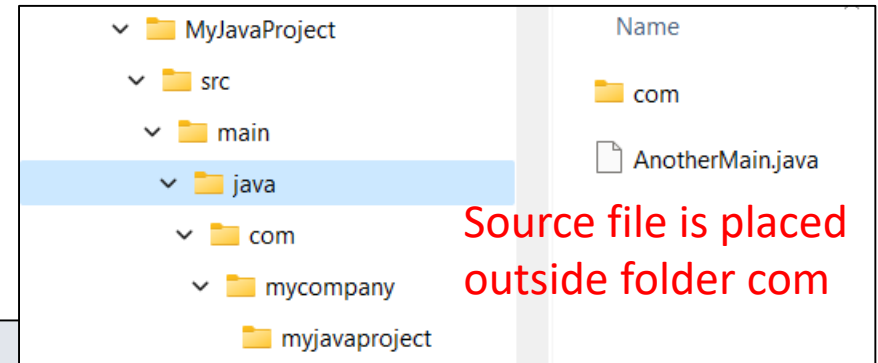 MyJavaProject
src
main
java
com
mycompany
myjavaproject
Name
com
AnotherMain.java
Source file is placed
outside folder com